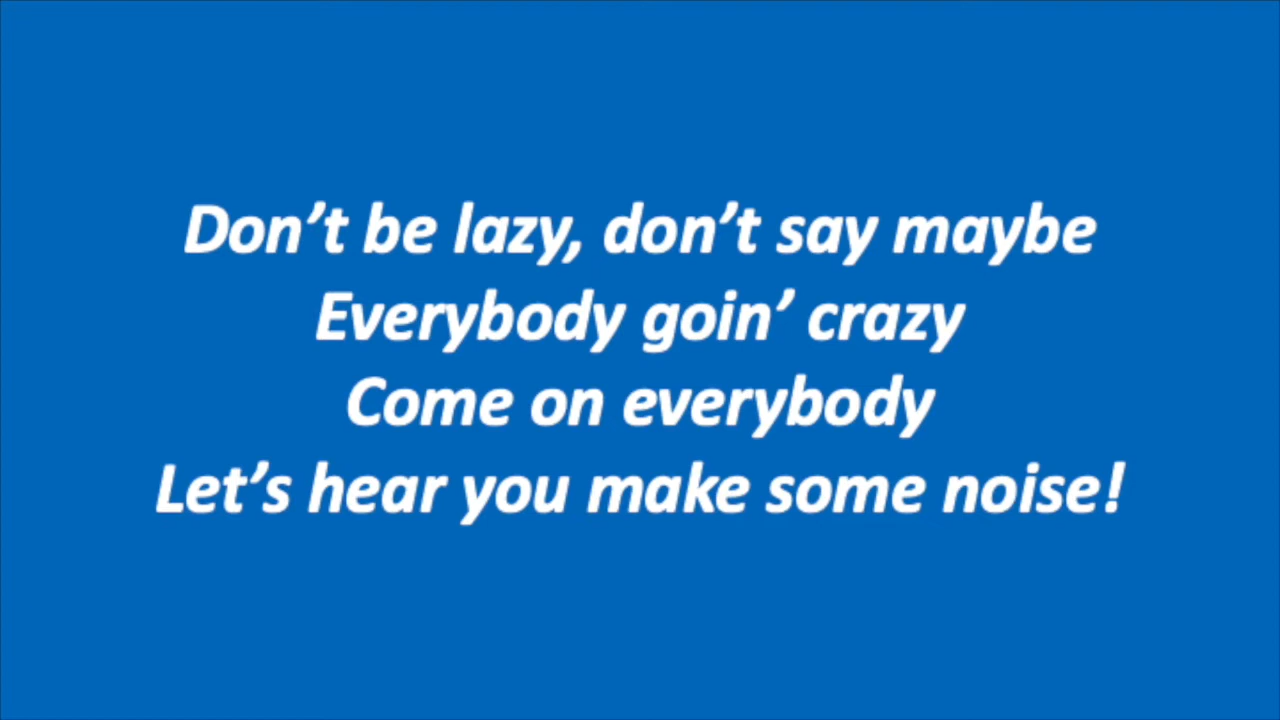 Don’t be lazy, don’t say maybe
Everybody goin’ crazy
Come on everybody
Let’s hear you make some noise!